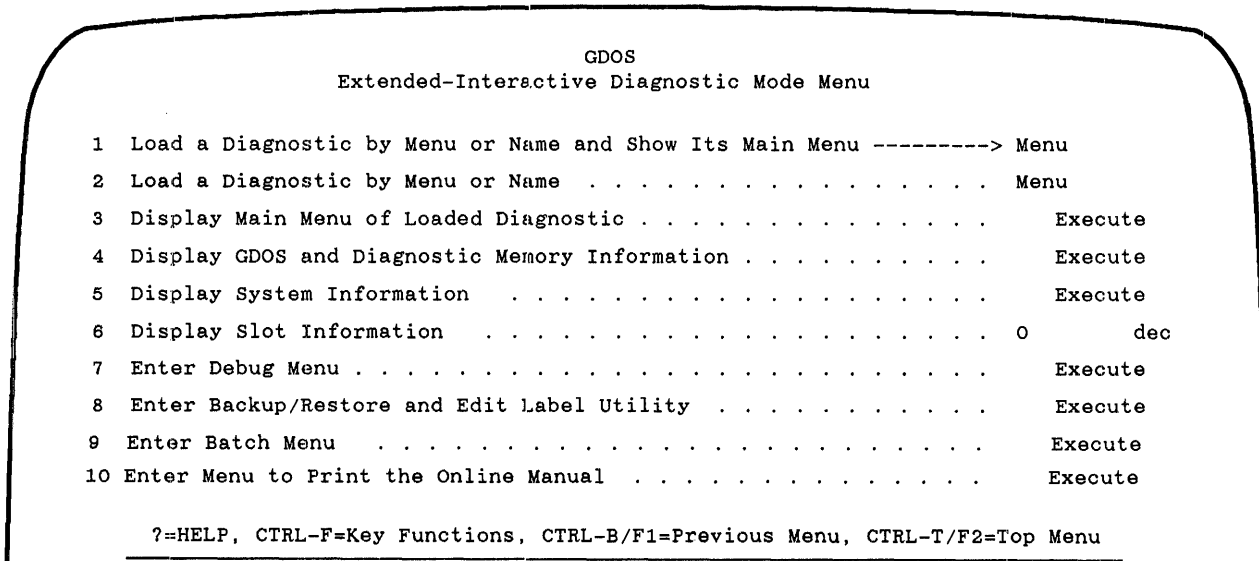 GDOS
Extended-Interactive Diagnostic Mode Menu
1 Load a Diagnostic by Menu or Name and Show Its Main Menu ---------> Menu
2 Load a Diagnostic by Menu or Name . . . . . . . . . . . . . . . . Menu
3 Display Main Menu of Loaded Diagnostic . . . . . . . . . . . . . . Execute
4 Display GDOS and Diagnostic Memory Information . . . . . . . . . . Execute
5 Display System Information . . . . . . . . . . . . . . . . . . . Execute
6 Display Slot Information . . . . . . . . . . . . . . . . . . . . 0 dec
7 Enter Debug Menu . . . . . . . . . . . . . . . . . . . . . . . . . Execute
8 Enter Backup/Restore and Edit Label Utility . . . . . . . . . . . Execute
9 Enter Batch Menu . . . . . . . . . . . . . . . . . . . . . . . . Execute
10 Enter Menu to Print the Online Manual . . . . . . . . . . . . . . Execute
?=HELP, CTRL-F=Key Functions, CTRL-B/F1=Previous Menu, CTRL-T/F2=Top Menu